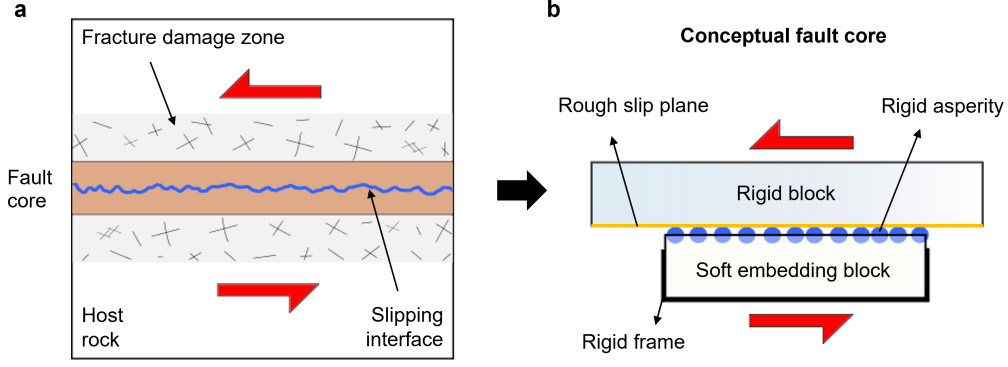 a
Fracture damage zone
Fault
core
Host
rock
Slipping
interface
b
Conceptual fault core
Rough slip plane
Rigid asperity
Rigid block
Soft embedding block
Rigid frame